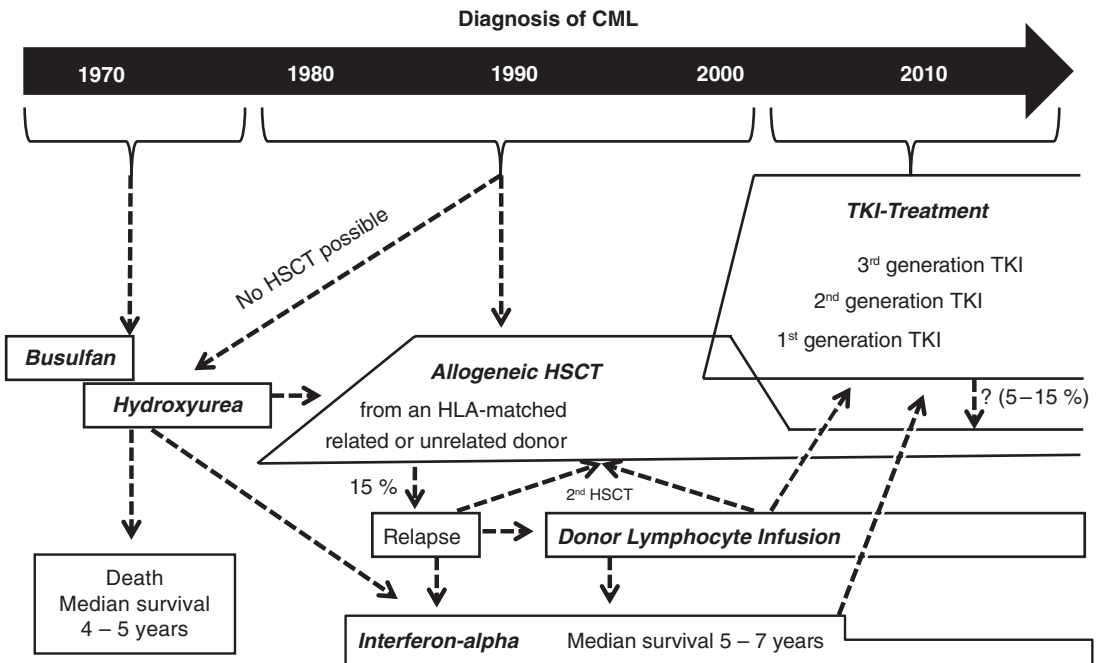 Diagnosis of CML
1970 1980 1990 2000 2010
No HSCT possible
TKI-Treatment
3rd generation TKI
2nd generation TKI
1st generation TKI
Busulfan
Hydroxyurea
Allogeneic HSCT
from an HLA-matched
related or unrelated donor
? (5–15 %)
15 %
2nd HSCT
Relapse
Donor Lymphocyte Infusion
Death
Median survival
4 – 5 years
Interferon-alpha Median survival 5 – 7 years